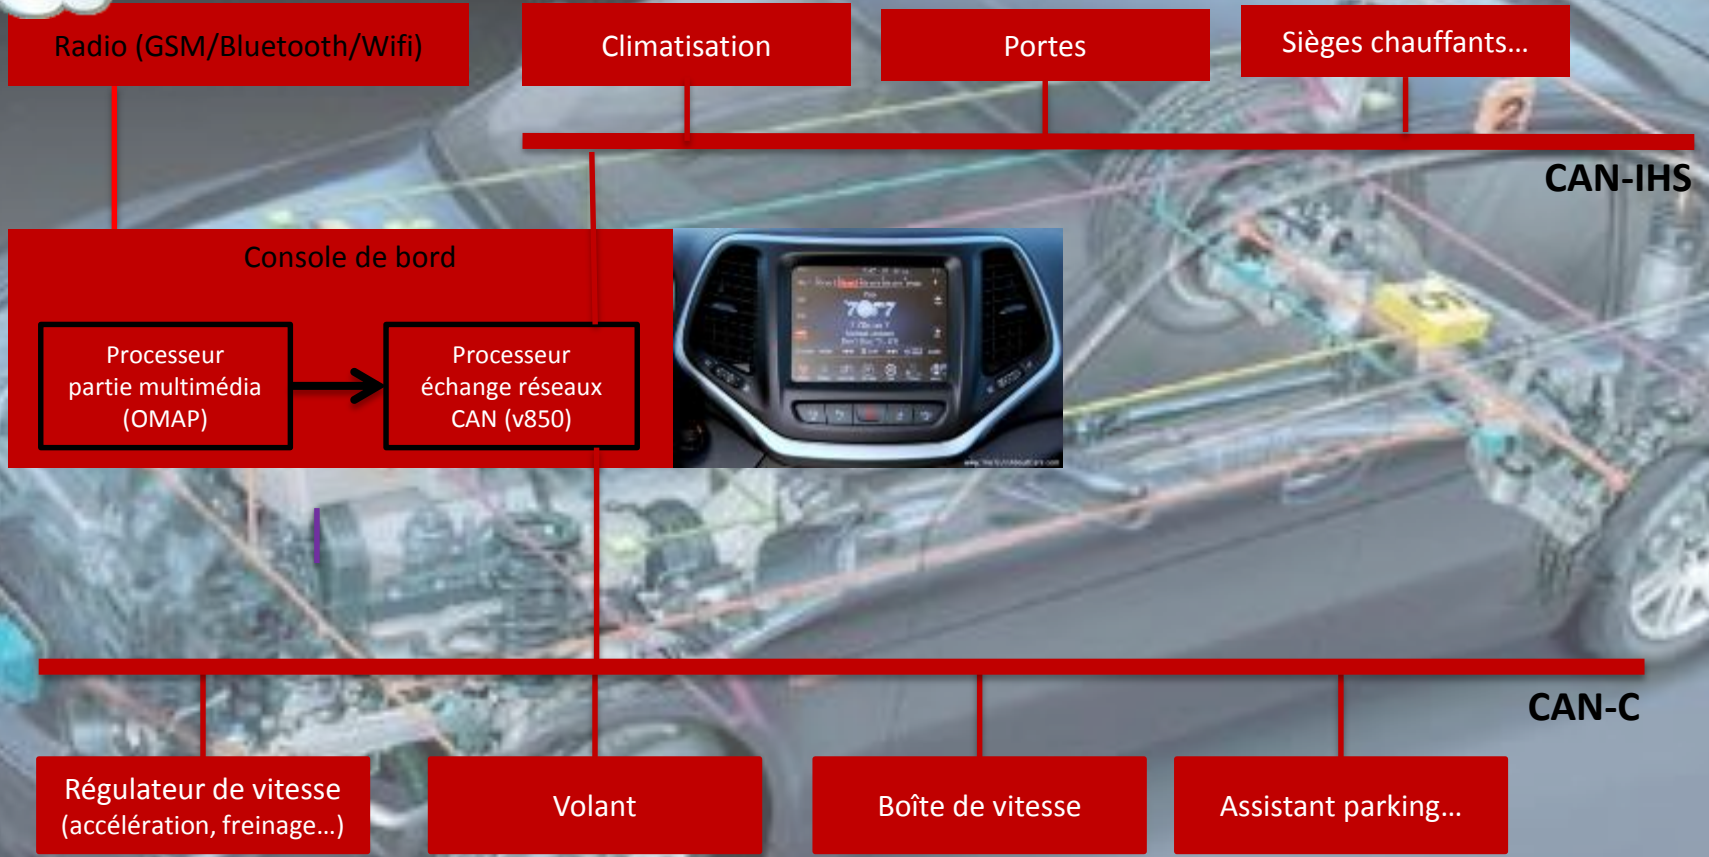 Radio (GSM/Bluetooth/Wifi)
Climatisation
Portes
Sièges chauffants…
CAN-IHS
Console de bord
Processeur
partie multimédia
(OMAP)
Processeur
échange réseaux
CAN (v850)
CAN-C
Régulateur de vitesse
(accélération, freinage…)
Volant
Boîte de vitesse
Assistant parking…